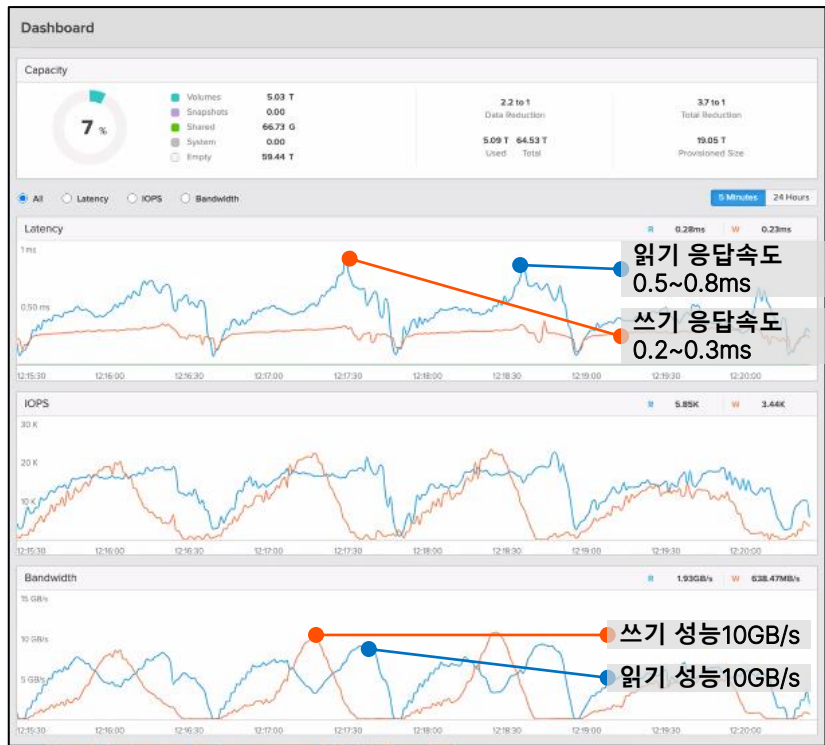 Dashboard
Capacity
7 %
Volumes 5.03 T
Snapshots 0.00
Shared 66.73 G
System 0.00
Empty 59.44 T
2.2 to 1
Data Reduction
5.09 T 64.53 T
Used Total
3.7 to 1
Total Reduction
19.05 T
Provisioned Size
All Latency IOPS Bandwidth
5 Minutes 24 Hours
Latency R 0.28ms W 0.23ms
1 ms
0.50 ms
읽기 응답속도
0.5~0.8ms
쓰기 응답속도
0.2~0.3ms
12:15:30 12:16:00 12:16:30 12:17:00 12:17:30 12:18:00 12:18:30 12:19:00 12:19:30 12:20:00
IOPS R 5.85K W 3.44K
30 K
20 K
10 K
12:15:30 12:16:00 12:16:30 12:17:00 12:17:30 12:18:00 12:18:30 12:19:00 12:19:30 12:20:00
Bandwidth R 1.93GB/s W 638.47MB/s
15 GB/s
10 GB/s
5 GB/s
쓰기 성능10GB/s
읽기 성능10GB/s
12:15:30 12:16:00 12:16:30 12:17:00 12:17:30 12:18:00 12:18:30 12:19:00 12:19:30 12:20:00